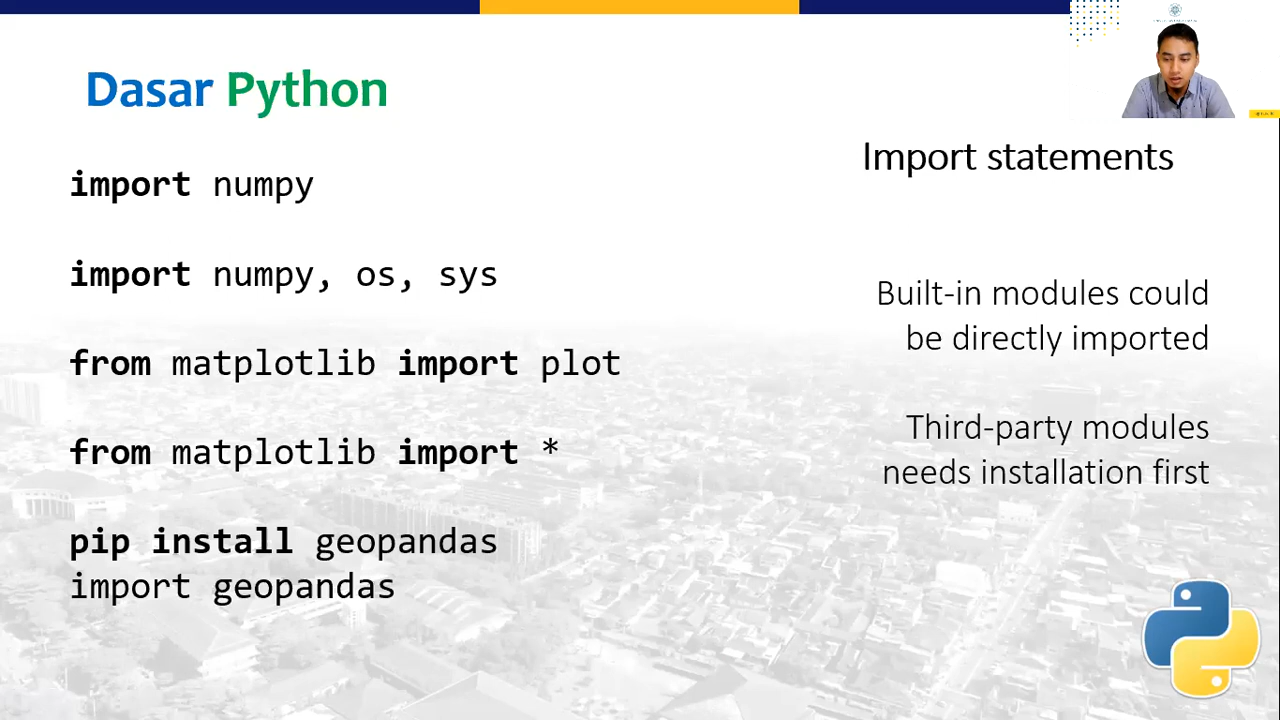 Dasar Python
import numpy
import numpy, os, sys
from matplotlib import plot
from matplotlib import *
pip install geopandas
import geopandas
Import statements
Built-in modules could
be directly imported
Third-party modules
needs installation first